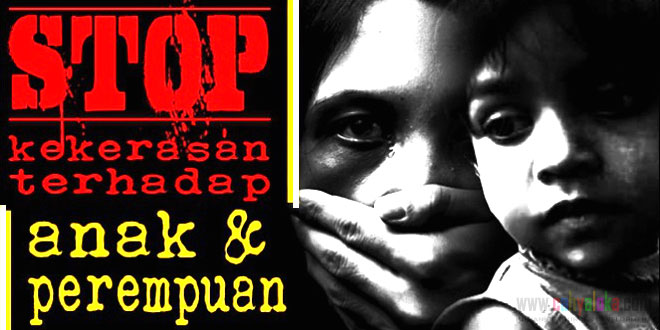 STOP
kekerasan
terhadap
anak &
perempuan